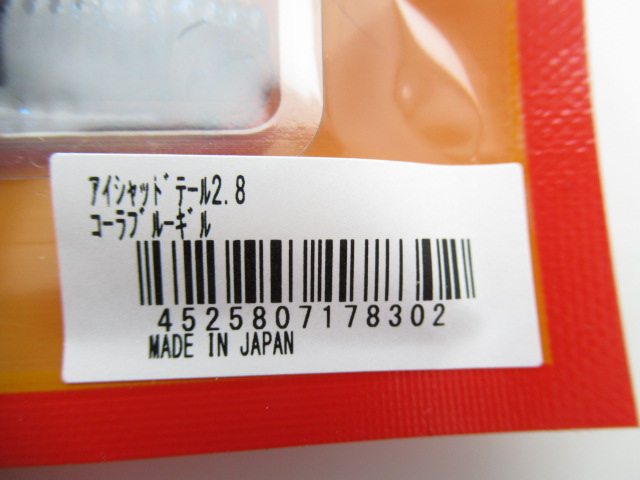 ｱｲｼｬｯﾄﾞﾃｰﾙ2.8
ｺｰﾗﾌﾞﾙｰｷﾞﾙ
4525807178302
MADE IN JAPAN